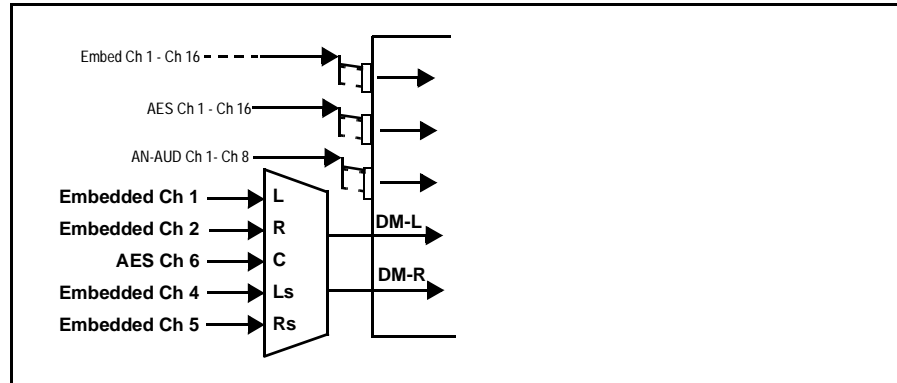 Embed Ch 1 - Ch 16
AES Ch 1 - Ch 16
AN-AUD Ch 1- Ch 8
Embedded Ch 1
L
Embedded Ch 2
R
DM-L
AES Ch 6
C
DM-R
Embedded Ch 4
Ls
Embedded Ch 5
Rs